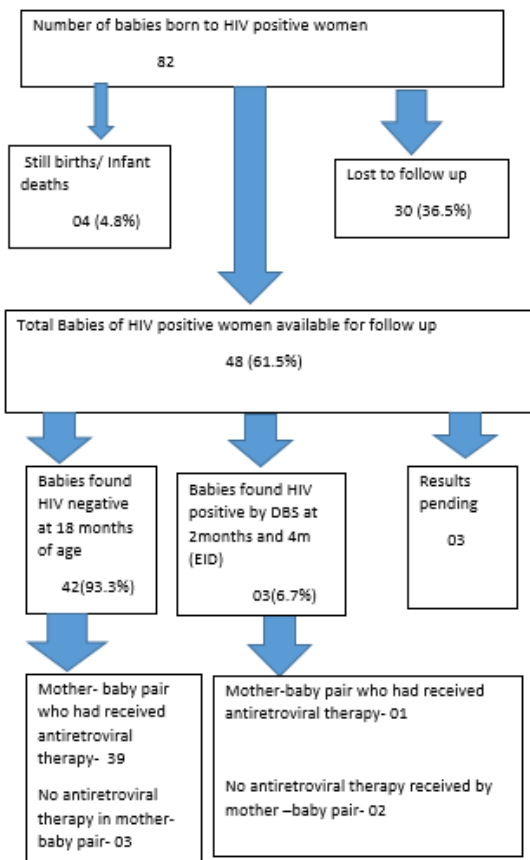 Number of babies born to HIV positive women
82
Still births/ Infant
deaths
04 (4.8%)
Lost to follow up
30 (36.5%)
Total Babies of HIV positive women available for follow up
48 (61.5%)
Babies found
HIV negative
at 18 months
of age
42(93.3%)
Babies found HIV
positive by DBS at
2months and 4m
(EID)
03(6.7%)
Results
pending
03
Mother- baby pair
who had received
antiretroviral
therapy- 39
No antiretroviral
therapy in mother-
baby pair- 03
Mother-baby pair who had received
antiretroviral therapy- 01
No antiretroviral therapy received by
mother –baby pair- 02